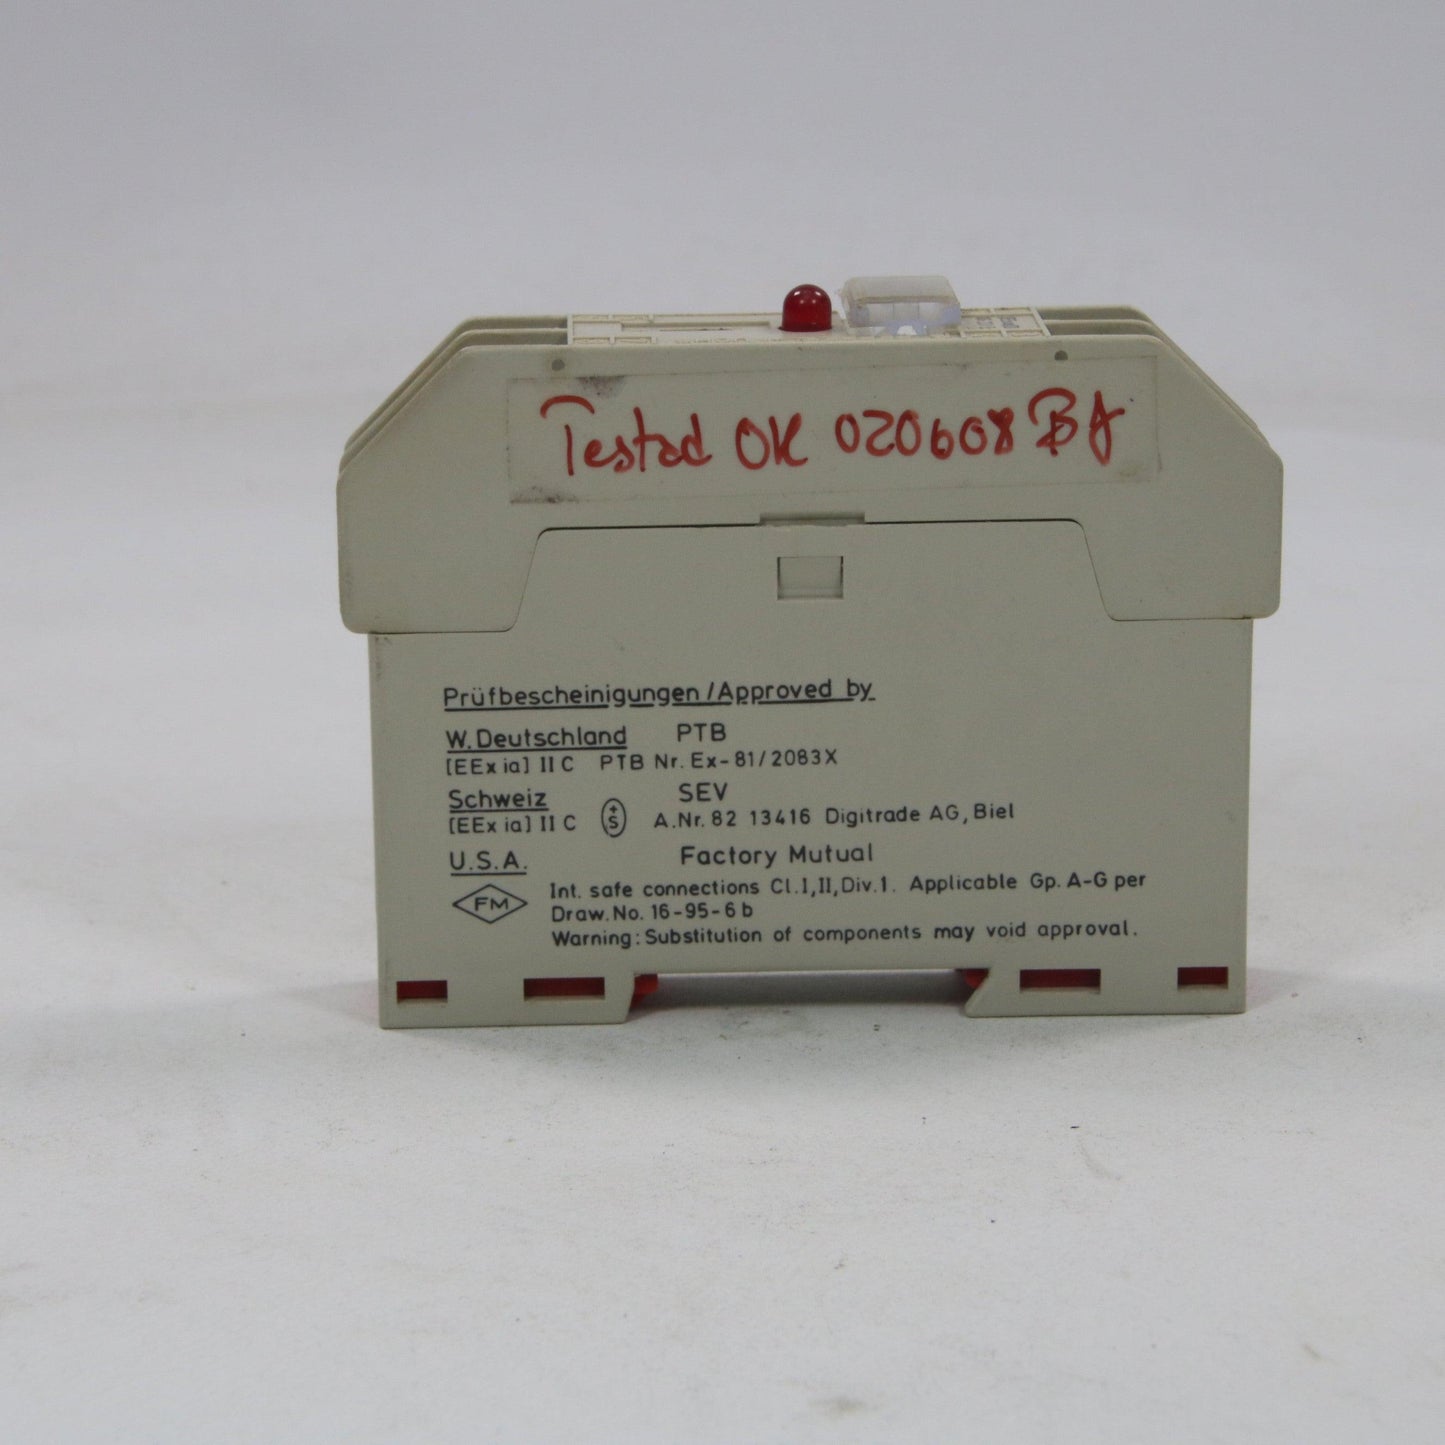 Testad OK 020608 BJ
Prüfbescheinigungen/Approved by
W. Deutschland PTB
[EEx ia] II C PTB Nr. Ex-81/2083X
Schweiz SEV
[EEx ia] II C +S A.Nr. 82 13416 Digitrade AG, Biel
U.S.A. Factory Mutual
FM Int. safe connections Cl.I,II,Div.1. Applicable Gp. A-G per
Draw.No. 16-95-6b
Warning: Substitution of components may void approval.